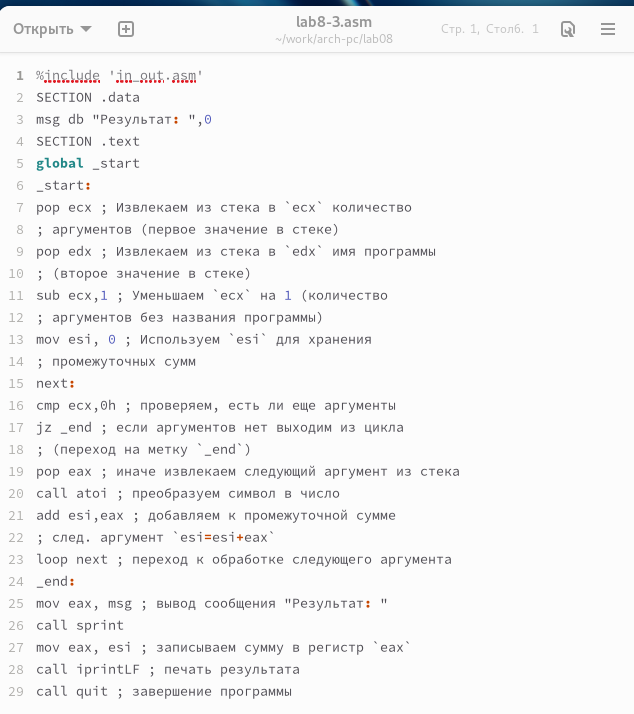 Открыть
lab8-3.asm
~/work/arch-pc/lab08
Стр. 1, Столб. 1
1 %include 'in_out.asm'
2 SECTION .data
3 msg db "Результат: ",0
4 SECTION .text
5 global _start
6 _start:
7 pop ecx ; Извлекаем из стека в `ecx` количество
8 ; аргументов (первое значение в стеке)
9 pop edx ; Извлекаем из стека в `edx` имя программы
10 ; (второе значение в стеке)
11 sub ecx,1 ; Уменьшаем `ecx` на 1 (количество
12 ; аргументов без названия программы)
13 mov esi, 0 ; Используем `esi` для хранения
14 ; промежуточных сумм
15 next:
16 cmp ecx,0h ; проверяем, есть ли еще аргументы
17 jz _end ; если аргументов нет выходим из цикла
18 ; (переход на метку `_end`)
19 pop eax ; иначе извлекаем следующий аргумент из стека
20 call atoi ; преобразуем символ в число
21 add esi,eax ; добавляем к промежуточной сумме
22 ; след. аргумент `esi=esi+eax`
23 loop next ; переход к обработке следующего аргумента
24 _end:
25 mov eax, msg ; вывод сообщения "Результат: "
26 call sprint
27 mov eax, esi ; записываем сумму в регистр `eax`
28 call iprintLF ; печать результата
29 call quit ; завершение программы